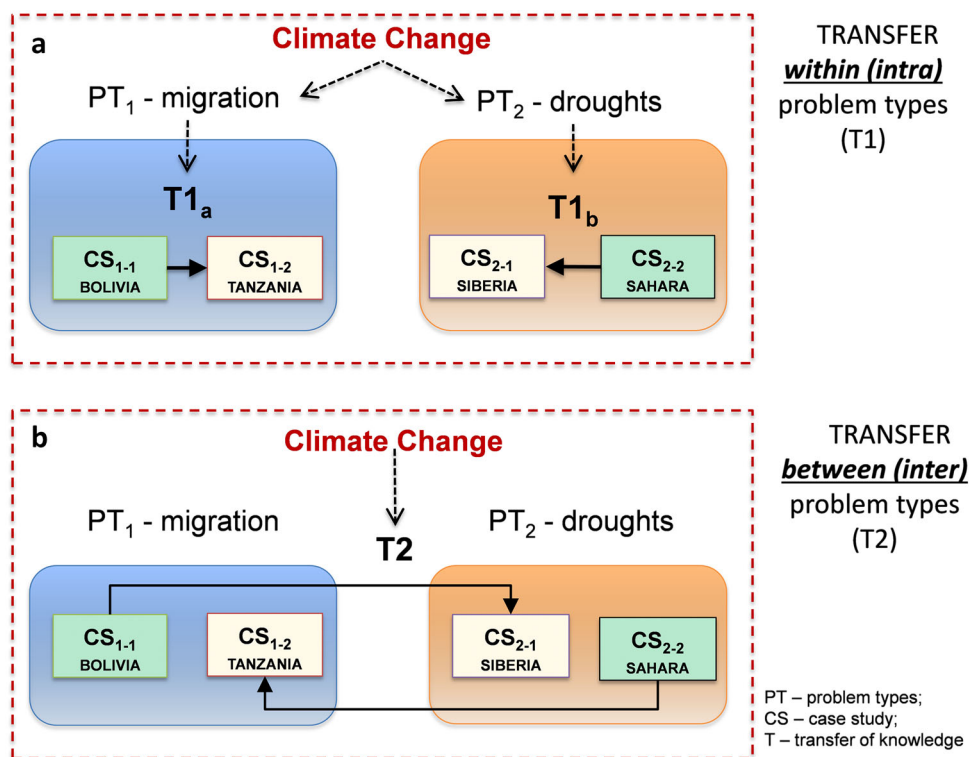 a
Climate Change
PT₁ - migration
PT₂ - droughts
T1ₐ
T1_b
CS₁₋₁
BOLIVIA
CS₁₋₂
TANZANIA
CS₂₋₁
SIBERIA
CS₂₋₂
SAHARA
TRANSFER
within (intra)
problem types
(T1)
b
Climate Change
PT₁ - migration
PT₂ - droughts
T2
CS₁₋₁
BOLIVIA
CS₁₋₂
TANZANIA
CS₂₋₁
SIBERIA
CS₂₋₂
SAHARA
TRANSFER
between (inter)
problem types
(T2)
PT – problem types;
CS – case study;
T – transfer of knowledge